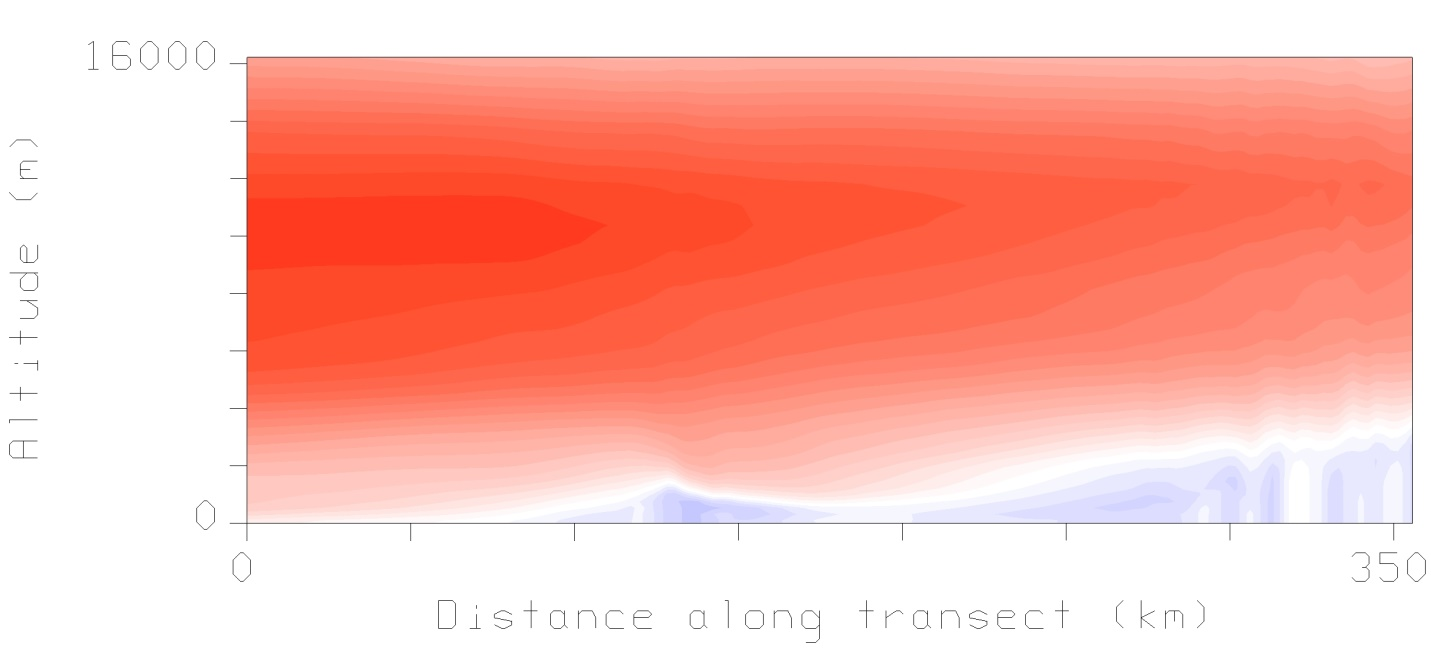 16000
Altitude (m)
0
0
350
Distance along transect (km)